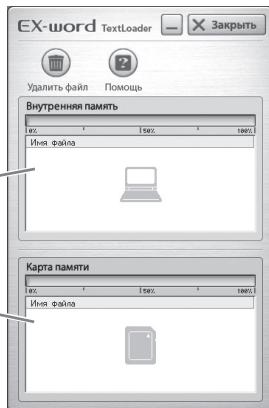 EX-word TextLoader Закрыть
Удалить файл Помощь
Внутренняя память
0% 50% 100%
Имя файла
Карта памяти
0% 50% 100%
Имя файла